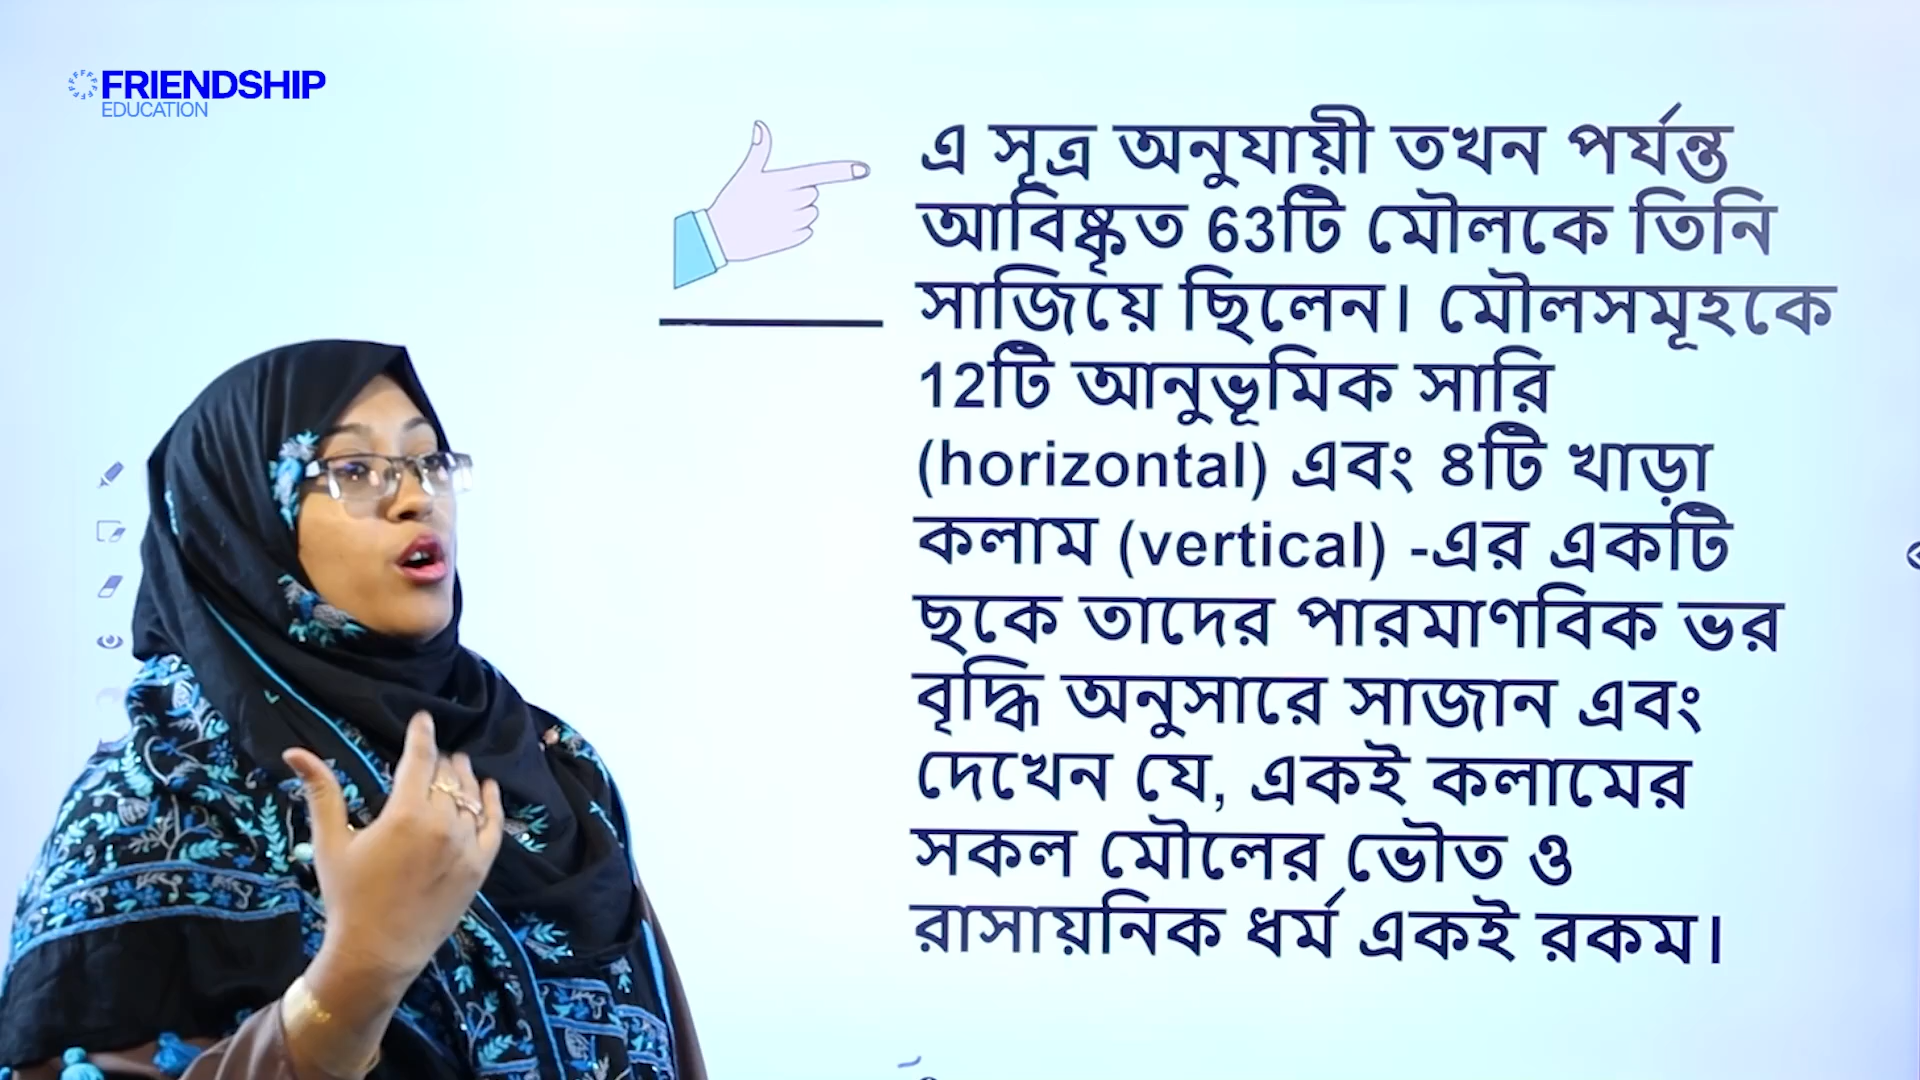 FRIENDSHIP
EDUCATION
এ সূত্র অনুযায়ী তখন পর্যন্ত
আবিষ্কৃত 63টি মৌলকে তিনি
সাজিয়ে ছিলেন। মৌলসমূহকে
12টি আনুভূমিক সারি
(horizontal) এবং ৪টি খাড়া
কলাম (vertical) -এর একটি
ছকে তাদের পারমাণবিক ভর
বৃদ্ধি অনুসারে সাজান এবং
দেখেন যে, একই কলামের
সকল মৌলের ভৌত ও
রাসায়নিক ধর্ম একই রকম।